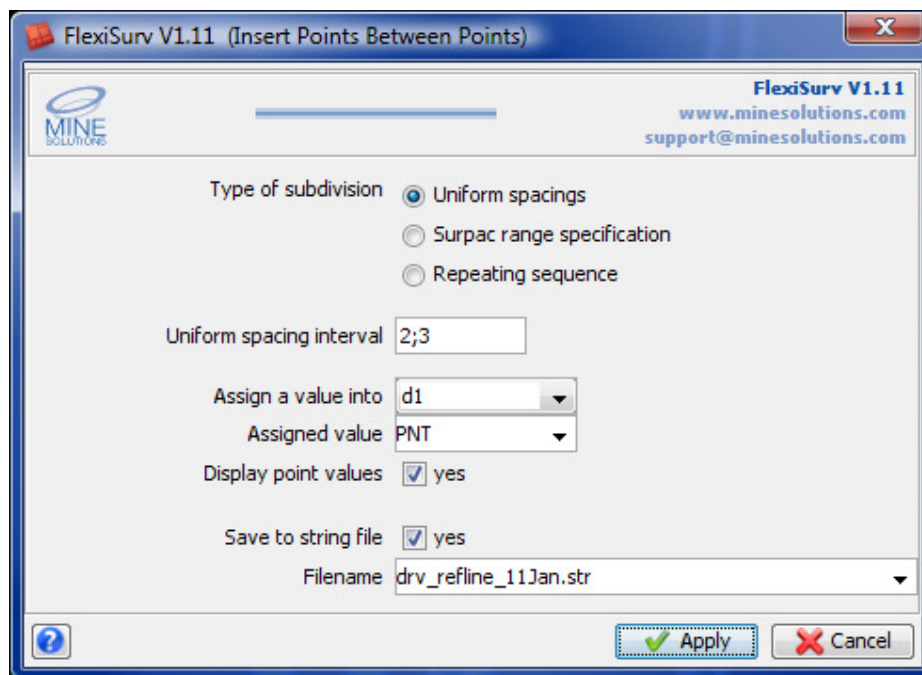 FlexiSurv V1.11 (Insert Points Between Points)
X
MINE
SOLUTIONS
FlexiSurv V1.11
www.minesolutions.com
support@minesolutions.com
Type of subdivision Uniform spacings
Surpac range specification
Repeating sequence
Uniform spacing interval 2;3
Assign a value into d1
Assigned value PNT
Display point values yes
Save to string file yes
Filename drv_refline_11Jan.str
? Apply Cancel